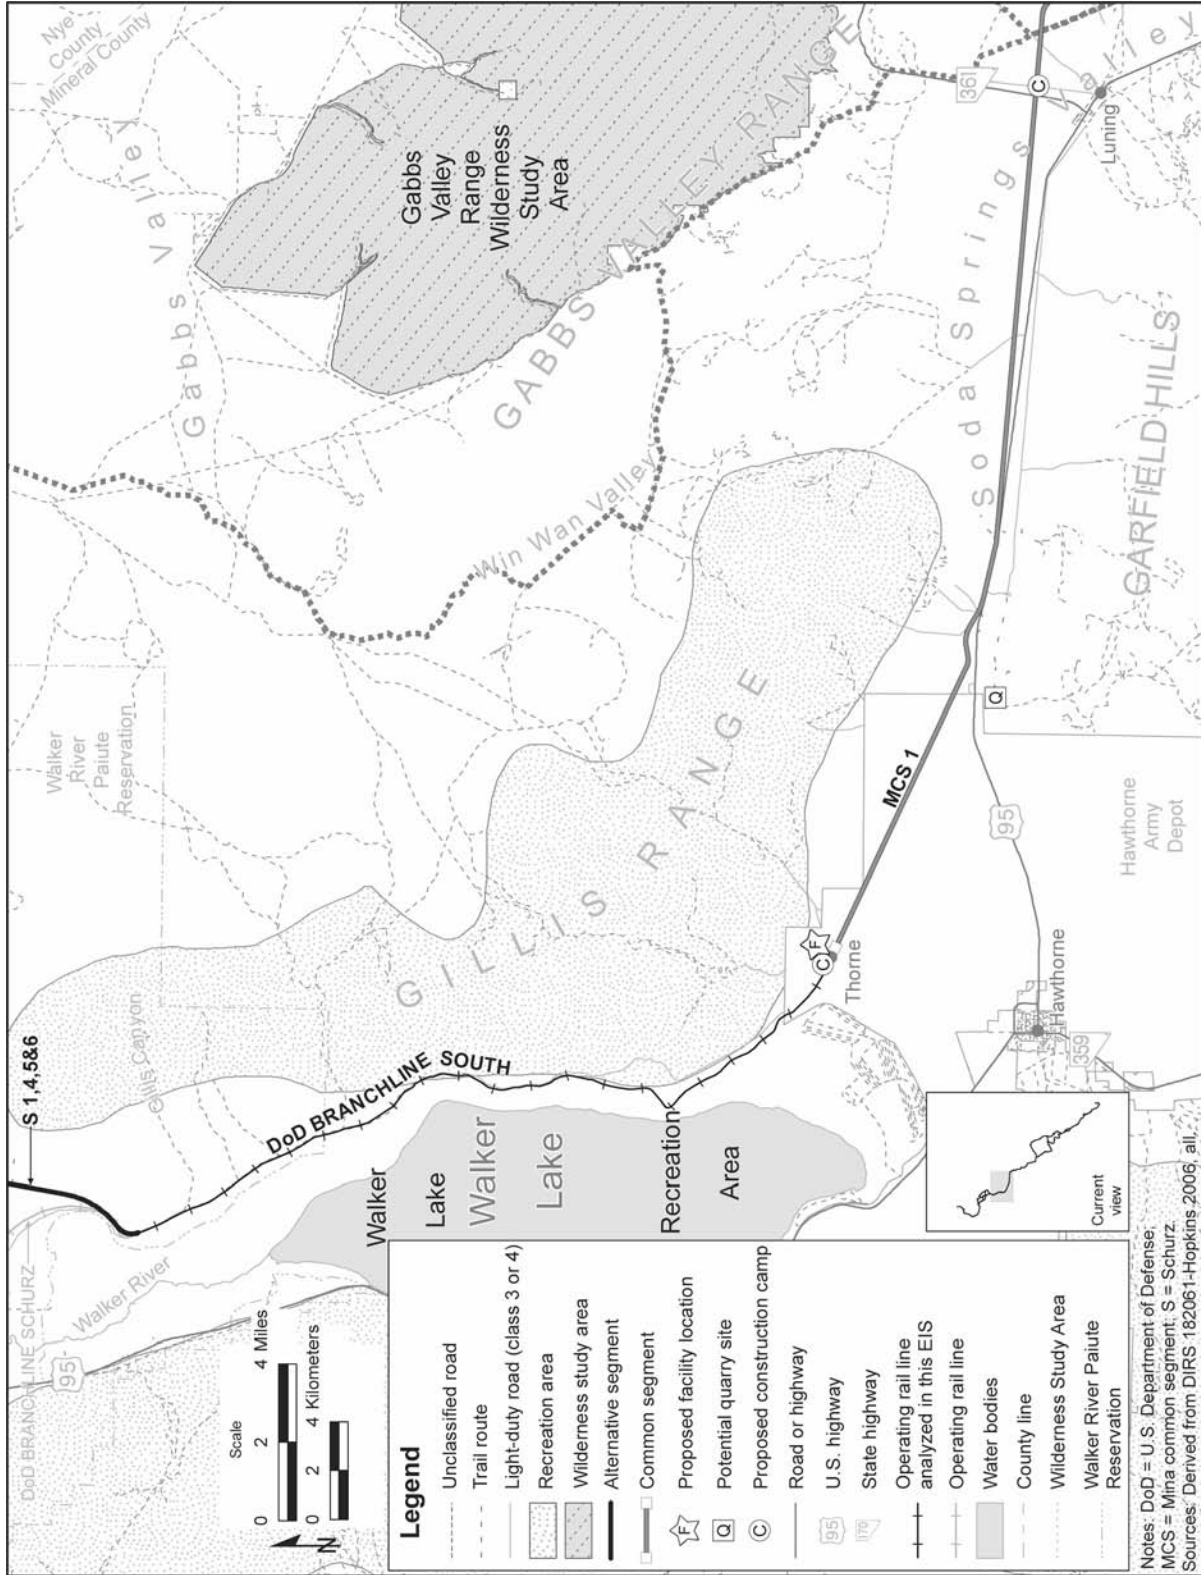 Nye
County
Mineral County
Gabbs Valley
Gabbs
Valley
Range
Wilderness
Study
Area
GABBS VALLEY RANGE
361
C
Luning
Soda Springs Valley
Win Wan Valley
GARFIELD HILLS
Walker
River
Paiute
Reservation
GILLIS RANGE
Q
MCS 1
95
Hawthorne
Army
Depot
F
C
Thorne
Hawthorne
359
S 1,4,5&6
Gillis Canyon
DoD BRANCHLINE SOUTH
Walker
Lake
Walker
Lake
Recreation
Area
DoD BRANCHLINE SCHURZ
Walker River
95
Scale
0 2 4 Miles
0 2 4 Kilometers
N
Current
view
Legend
Unclassified road
Trail route
Light-duty road (class 3 or 4)
Recreation area
Wilderness study area
Alternative segment
Common segment
F Proposed facility location
Q Potential quarry site
C Proposed construction camp
Road or highway
95 U.S. highway
170 State highway
Operating rail line
analyzed in this EIS
Operating rail line
Water bodies
County line
Wilderness Study Area
Walker River Paiute
Reservation
Notes: DoD = U.S. Department of Defense;
MCS = Mina common segment; S = Schurz.
Sources: Derived from DIRS 182061-Hopkins 2006, all.